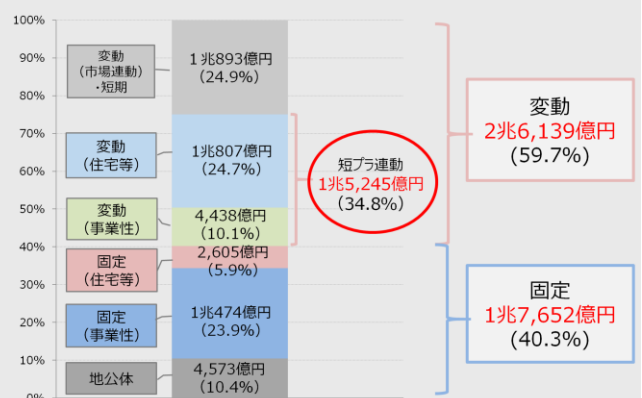 100%
90%
80%
70%
60%
50%
40%
30%
20%
10%
0%
変動
(市場連動)
・短期
変動
(住宅等)
変動
(事業性)
固定
(住宅等)
固定
(事業性)
地公体
1兆893億円
(24.9%)
1兆807億円
(24.7%)
4,438億円
(10.1%)
2,605億円
(5.9%)
1兆474億円
(23.9%)
4,573億円
(10.4%)
短プラ連動
1兆5,245億円
(34.8%)
変動
2兆6,139億円
(59.7%)
固定
1兆7,652億円
(40.3%)